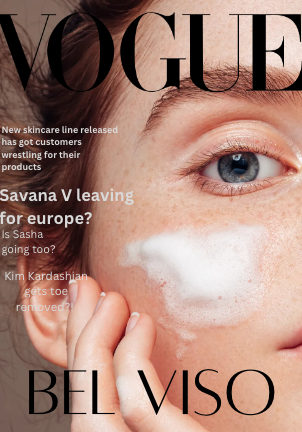 VOGUE
New skincare line released
has got customers
wrestling for their
products
Savana V leaving
for europe?
Is Sasha
going too?
Kim Kardashian
gets toe
removed?!
BEL VISO